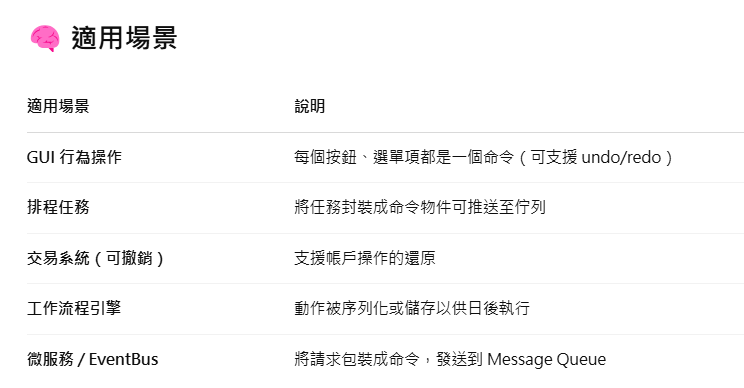 🧠 適用場景
適用場景 說明
GUI 行為操作 每個按鈕、選單項都是一個命令（可支援 undo/redo）
排程任務 將任務封裝成命令物件可推送至佇列
交易系統（可撤銷） 支援帳戶操作的還原
工作流程引擎 動作被序列化或儲存以供日後執行
微服務 / EventBus 將請求包裝成命令，發送到 Message Queue